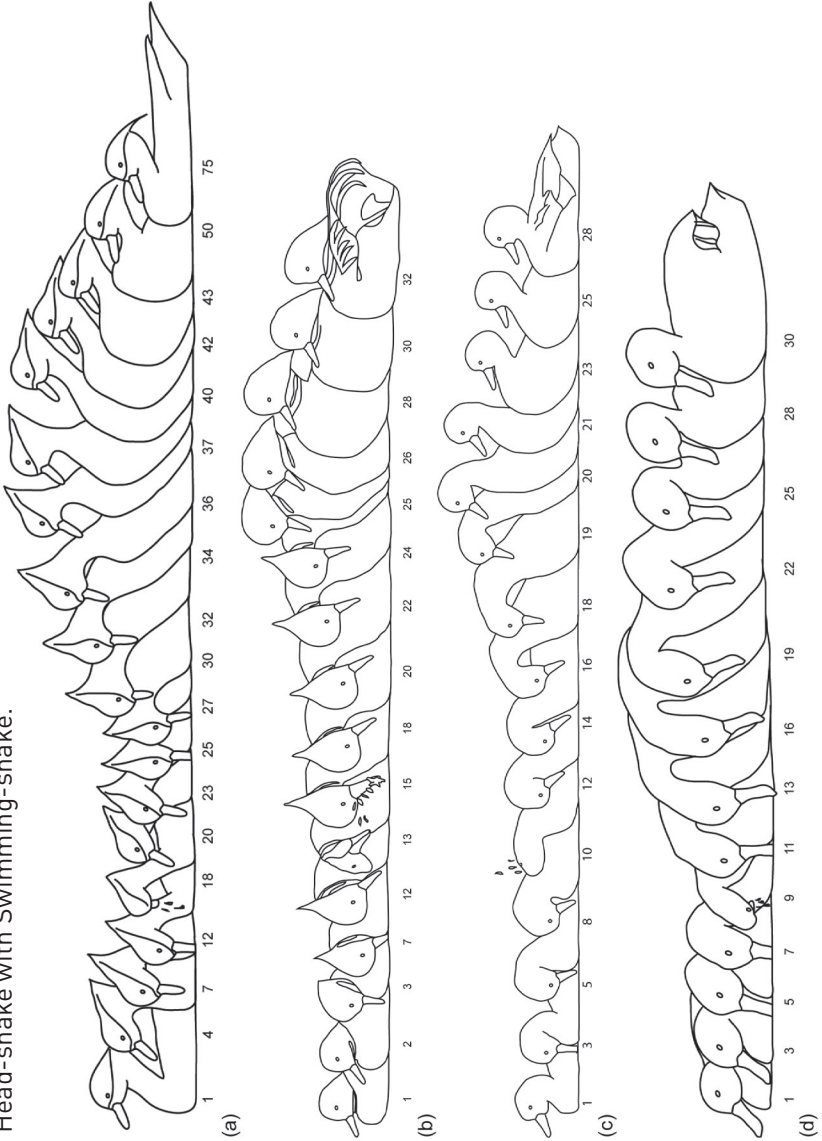 Head-snake with Swimming-snake.
1 4 7 12 18 20 23 25 27 30 32 34 36 37 40 42 43 50 75
(a)
1 2 3 7 12 13 15 18 20 22 24 25 26 28 30 32
(b)
1 3 5 8 10 12 14 16 18 19 20 21 23 25 28
(c)
1 3 5 7 9 11 13 16 19 22 25 28 30
(d)